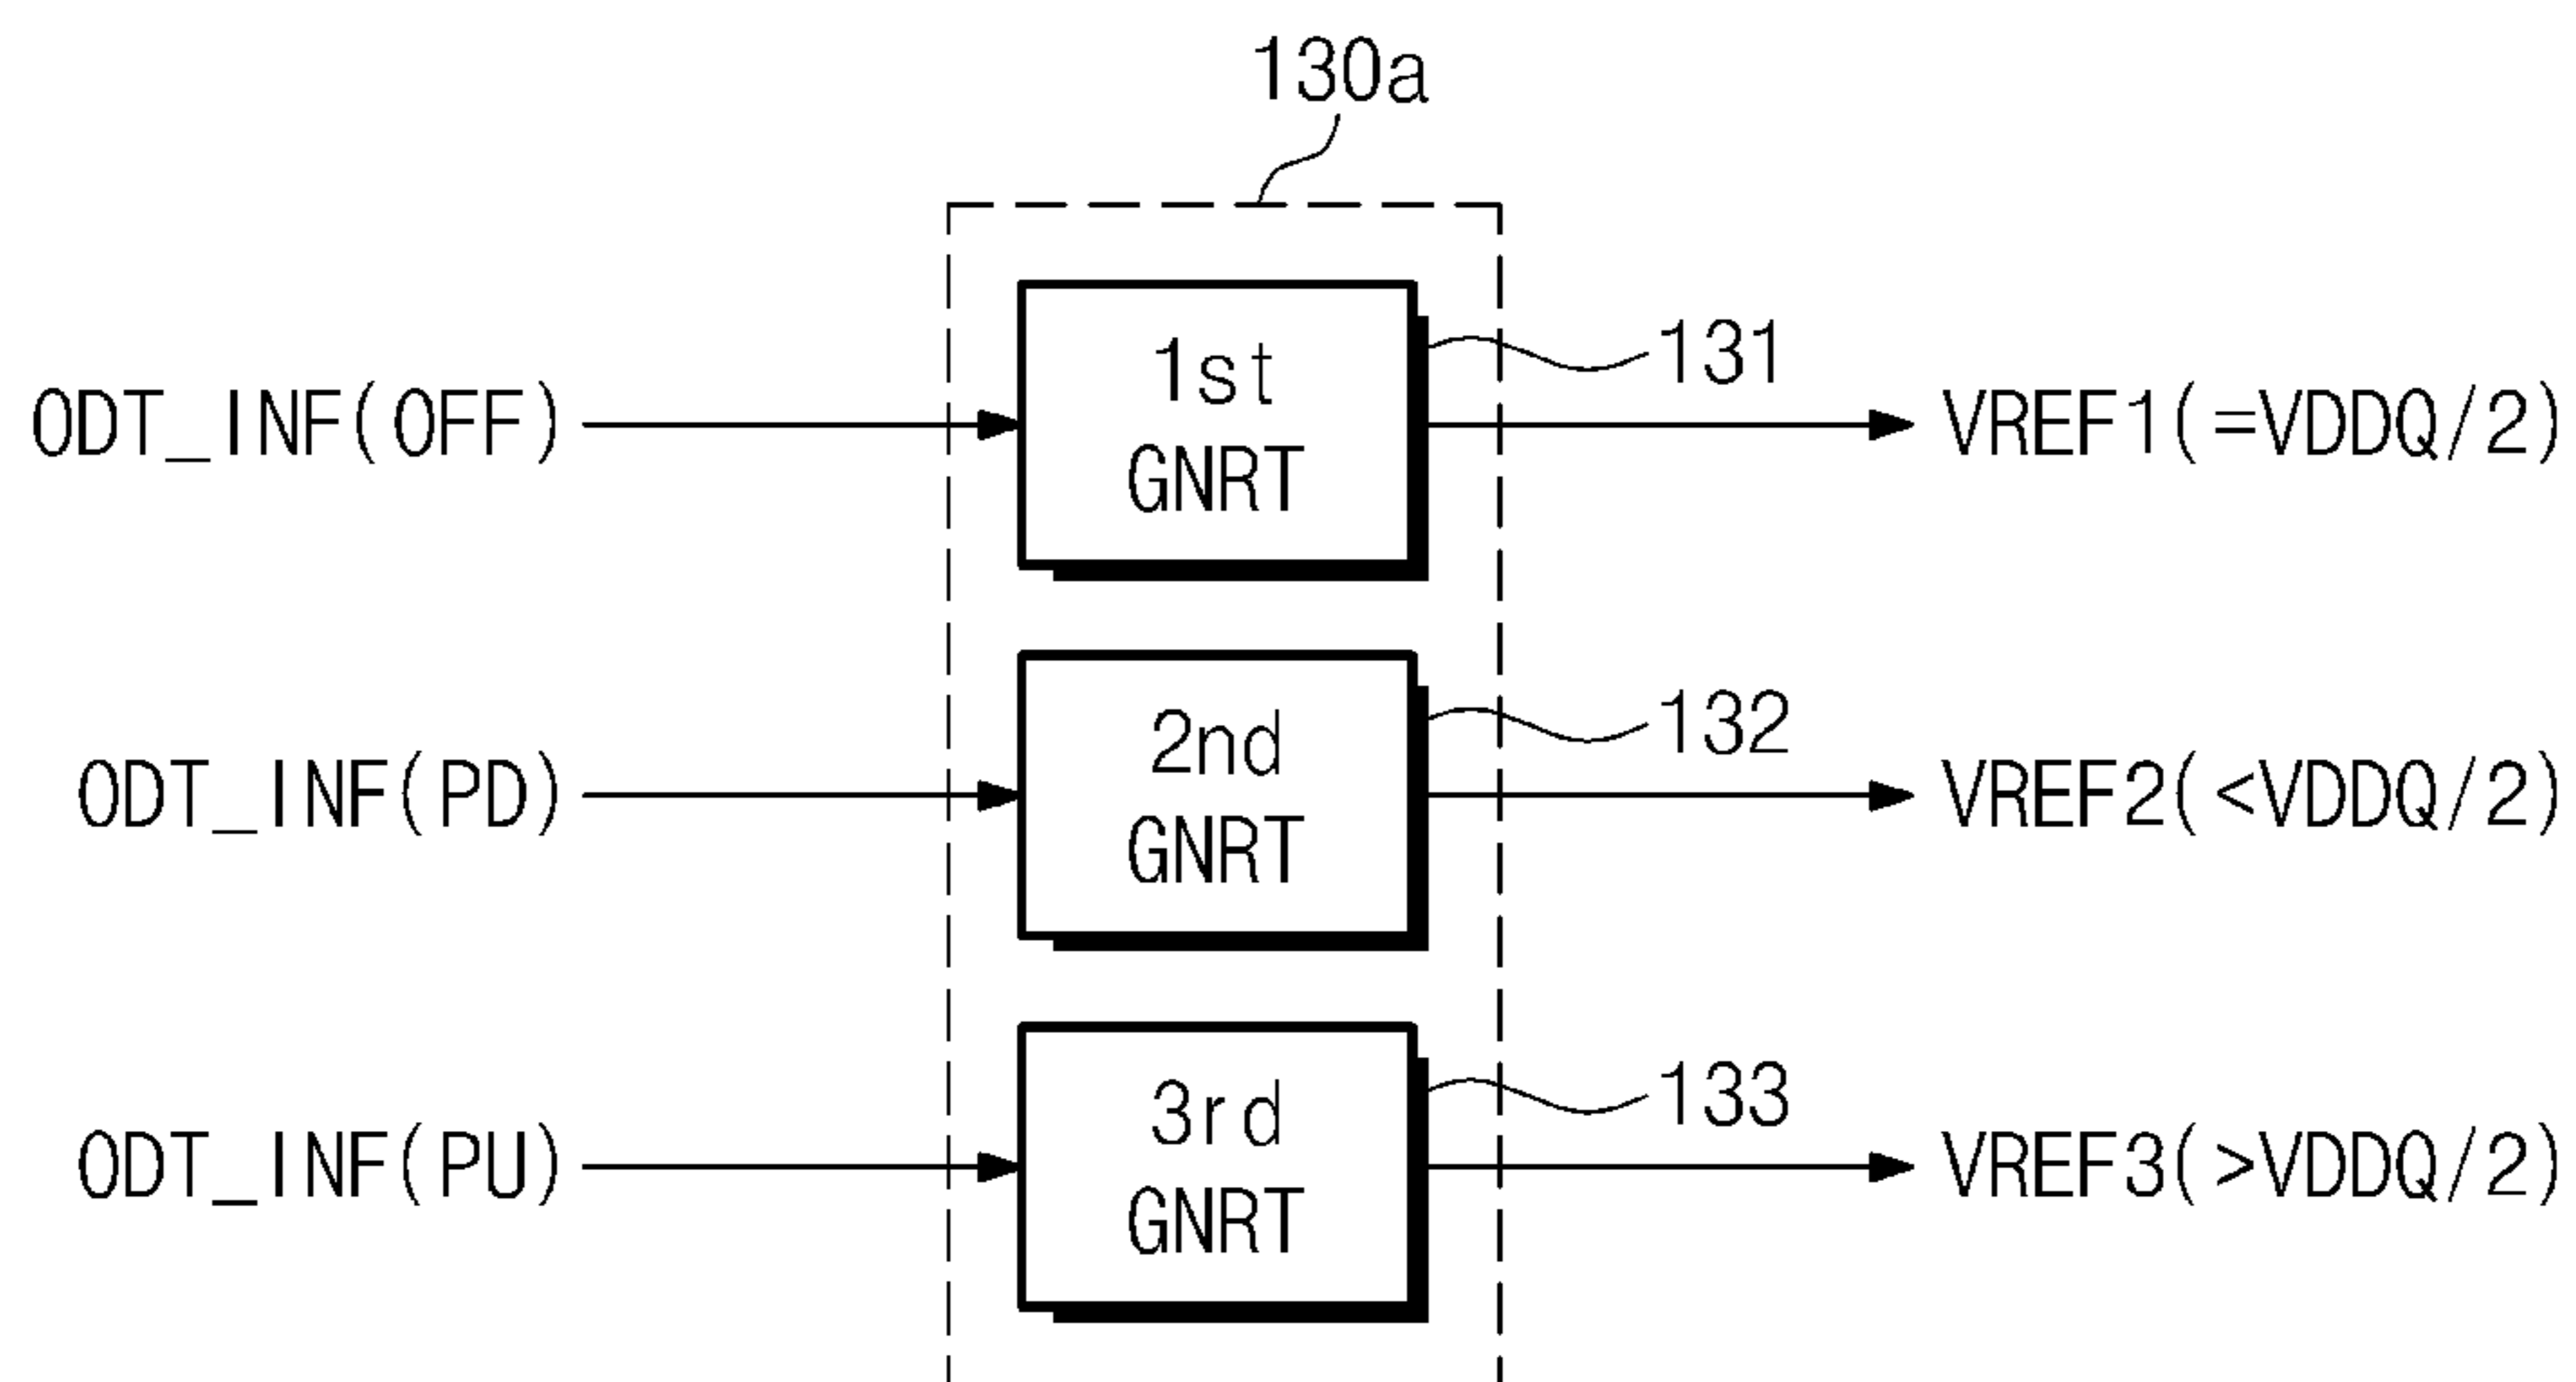 130a
131
1st
GNRT
ODT_INF(OFF)
VREF1(=VDDQ/2)
132
2nd
GNRT
ODT_INF(PD)
VREF2(<VDDQ/2)
133
3rd
GNRT
ODT_INF(PU)
VREF3(>VDDQ/2)